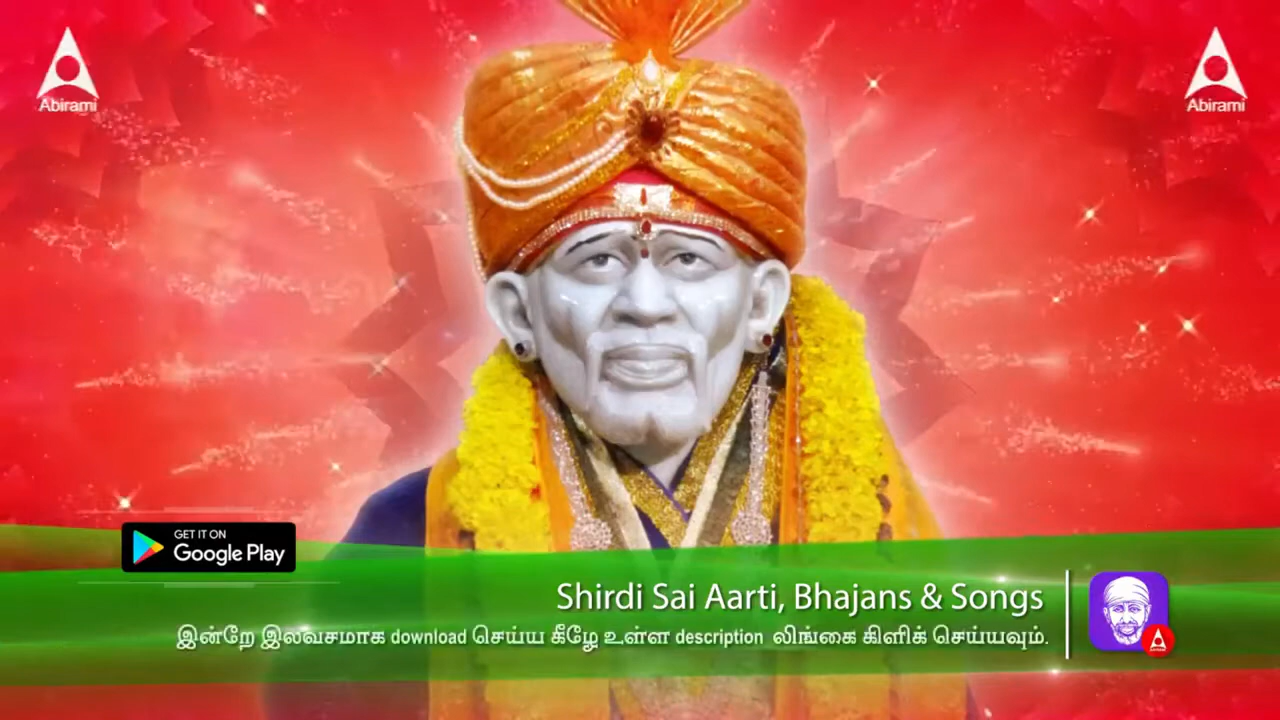 Abirami
Abirami
GET IT ON
Google Play
Shirdi Sai Aarti, Bhajans & Songs
இன்றே இலவசமாக download செய்ய கீழே உள்ள description லிங்கை கிளிக் செய்யவும்.